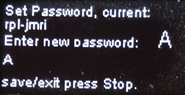 Set Password, current:
rpl-jmri
Enter new password: A
A
save/exit press Stop.